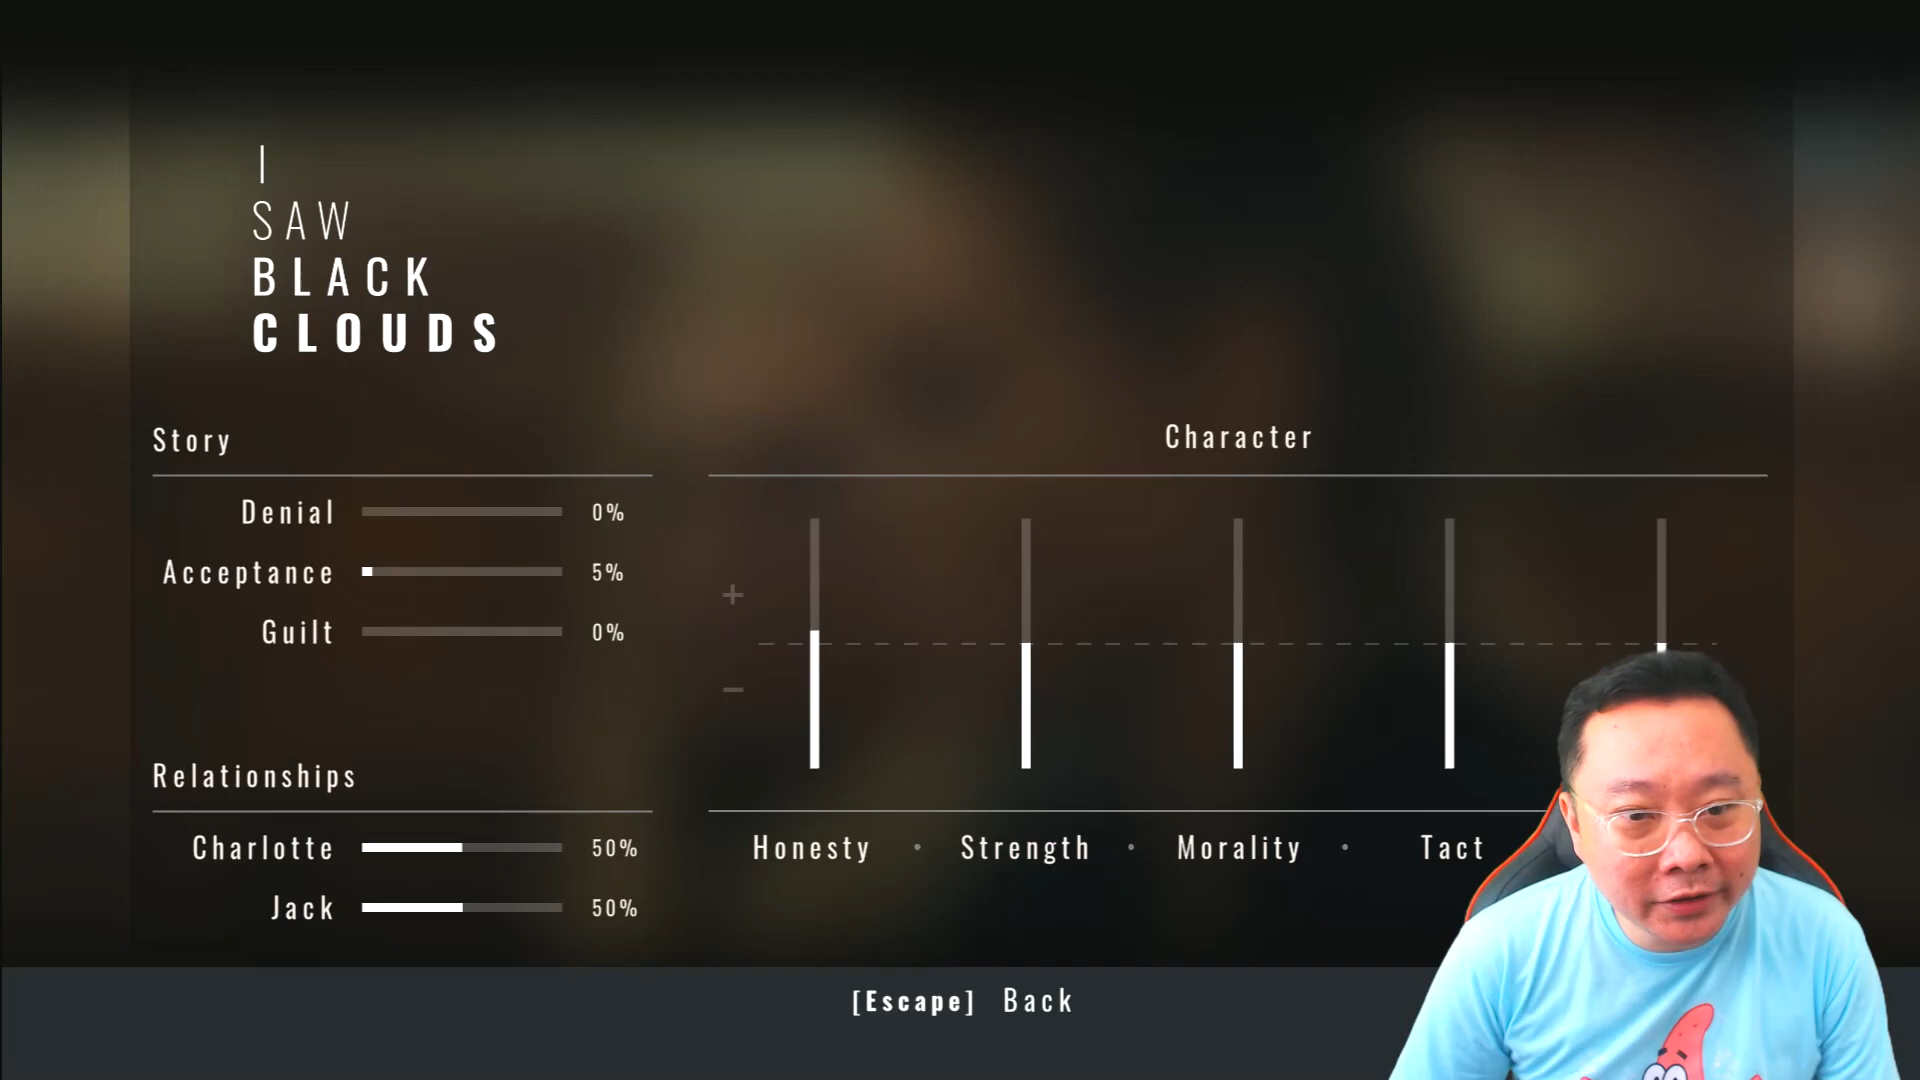 I
SAW
BLACK
CLOUDS
Story
Denial 0%
Acceptance 5%
Guilt 0%
Relationships
Charlotte 50%
Jack 50%
Character
+
−
Honesty • Strength • Morality • Tact
[Escape] Back